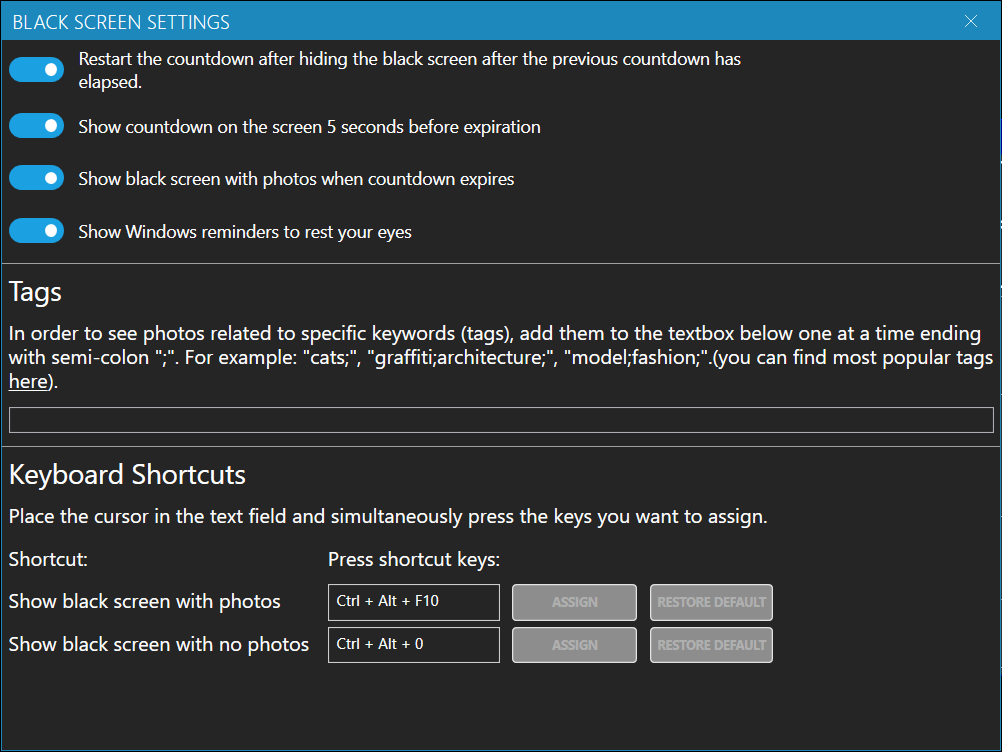 BLACK SCREEN SETTINGS
Restart the countdown after hiding the black screen after the previous countdown has
elapsed.
Show countdown on the screen 5 seconds before expiration
Show black screen with photos when countdown expires
Show Windows reminders to rest your eyes
Tags
In order to see photos related to specific keywords (tags), add them to the textbox below one at a time ending
with semi-colon ";". For example: "cats;", "graffiti;architecture;", "model;fashion;".(you can find most popular tags
here).
Keyboard Shortcuts
Place the cursor in the text field and simultaneously press the keys you want to assign.
Shortcut: Press shortcut keys:
Show black screen with photos Ctrl + Alt + F10 ASSIGN RESTORE DEFAULT
Show black screen with no photos Ctrl + Alt + 0 ASSIGN RESTORE DEFAULT